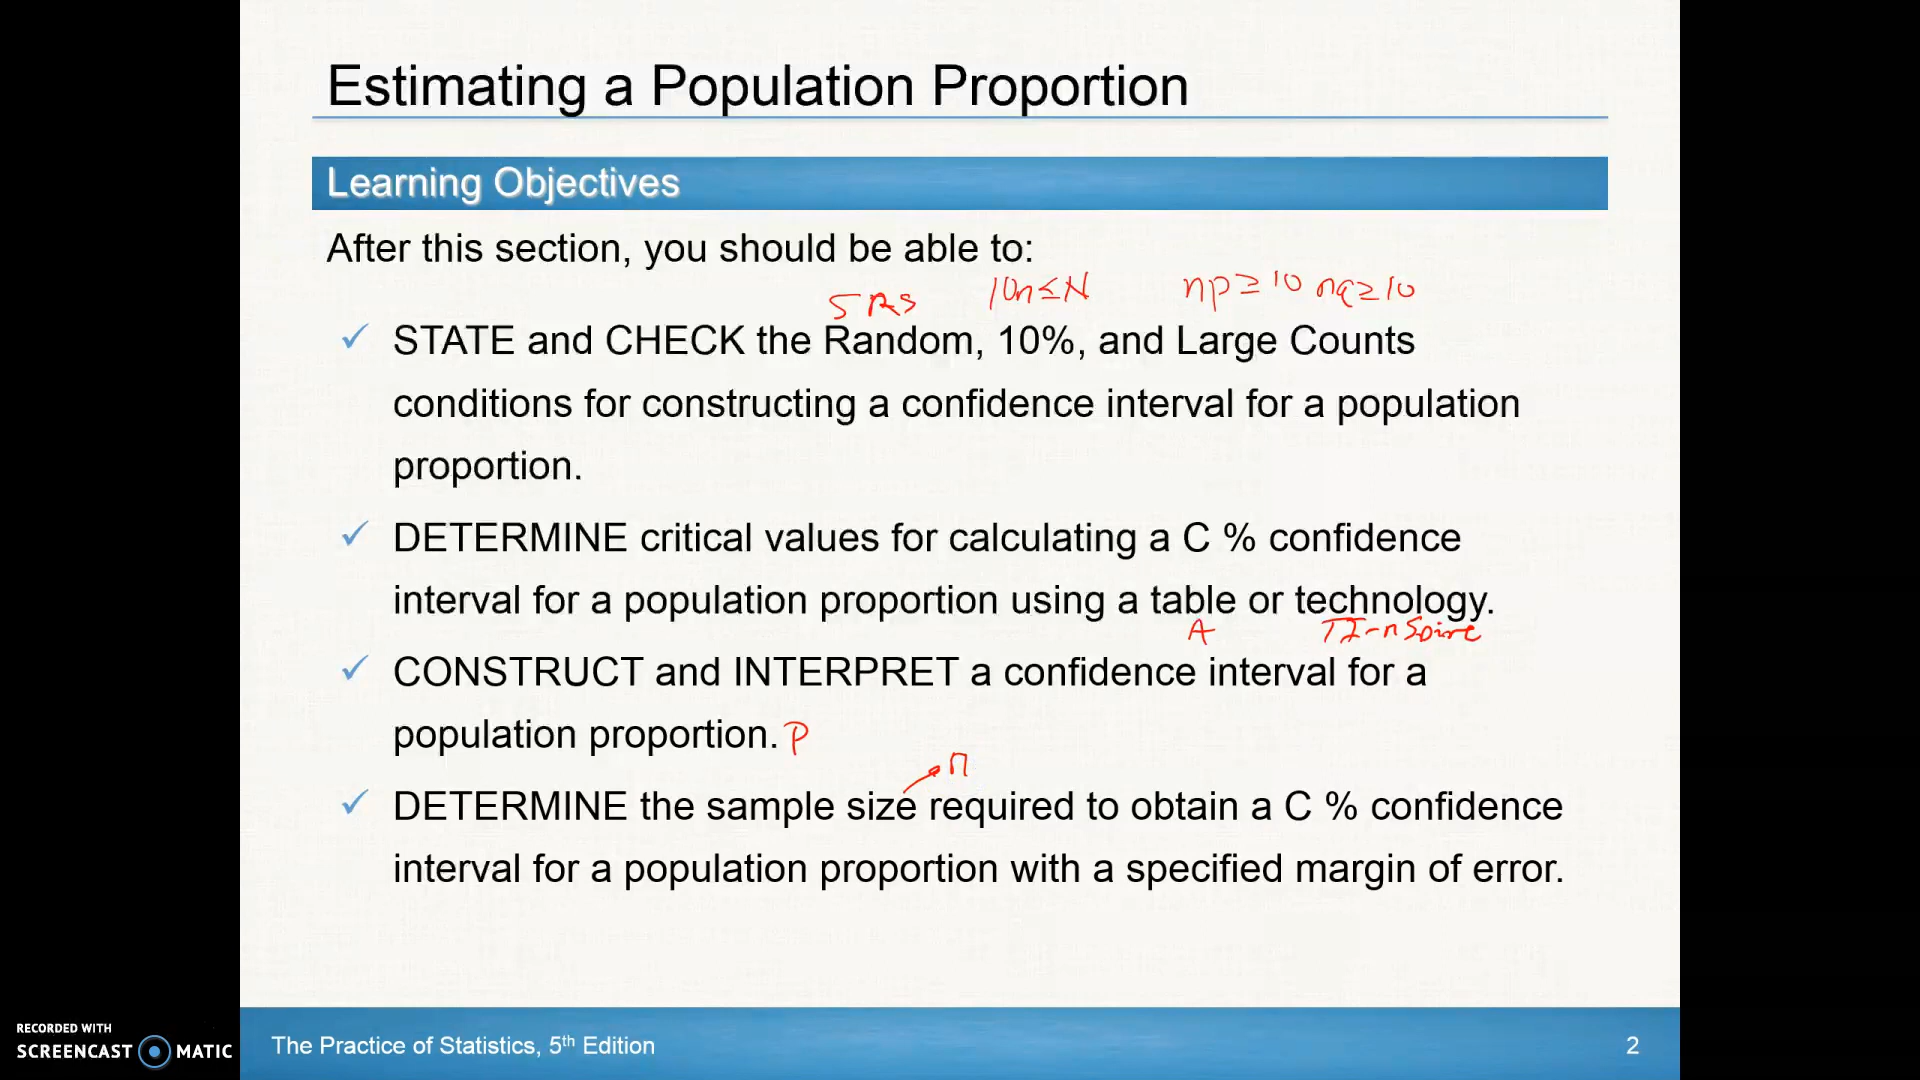 Estimating a Population Proportion
Learning Objectives
After this section, you should be able to:
SRS 10n ≤ N np ≥ 10 nq ≥ 10
✓ STATE and CHECK the Random, 10%, and Large Counts
conditions for constructing a confidence interval for a population
proportion.
✓ DETERMINE critical values for calculating a C % confidence
interval for a population proportion using a table or technology.
A TI-nSpire
✓ CONSTRUCT and INTERPRET a confidence interval for a
population proportion. P
n
✓ DETERMINE the sample size required to obtain a C % confidence
interval for a population proportion with a specified margin of error.
RECORDED WITH
SCREENCAST MATIC
The Practice of Statistics, 5th Edition
2